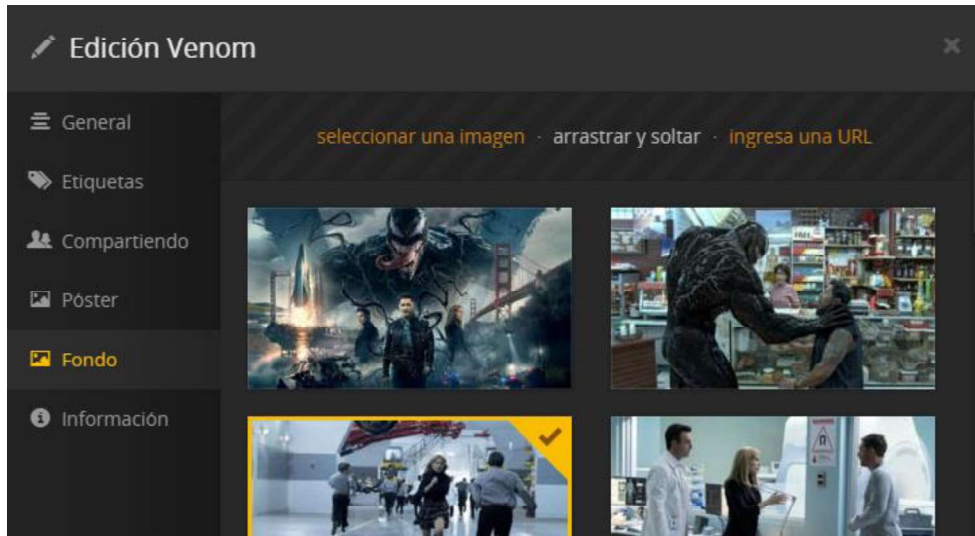 Edición Venom
General
Etiquetas
Compartiendo
Póster
Fondo
Información
seleccionar una imagen · arrastrar y soltar · ingresa una URL